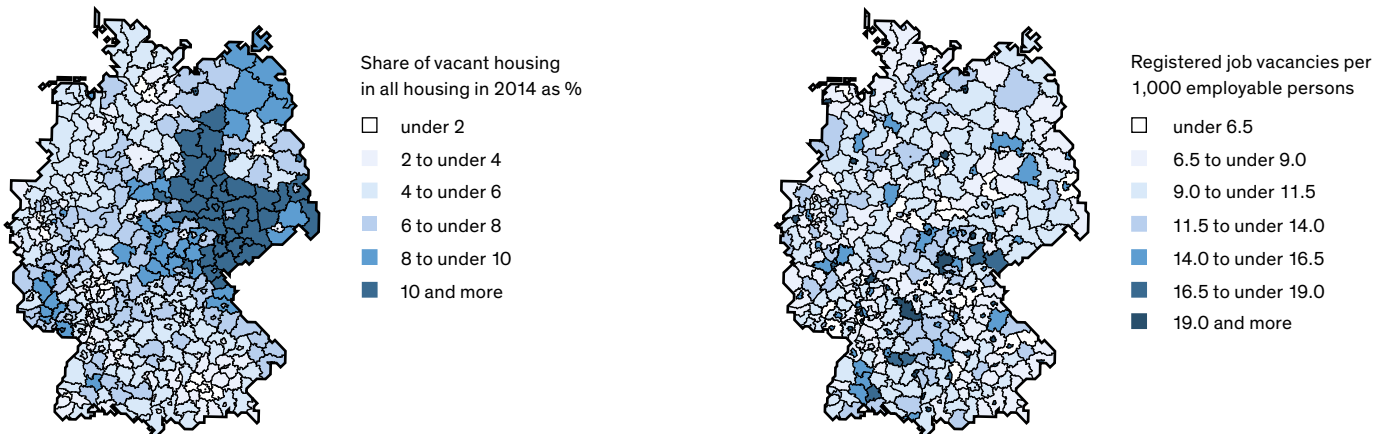 Share of vacant housing
in all housing in 2014 as %
under 2
2 to under 4
4 to under 6
6 to under 8
8 to under 10
10 and more
Registered job vacancies per
1,000 employable persons
under 6.5
6.5 to under 9.0
9.0 to under 11.5
11.5 to under 14.0
14.0 to under 16.5
16.5 to under 19.0
19.0 and more